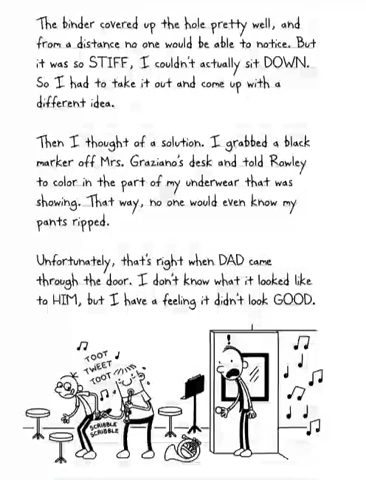 The binder covered up the hole pretty well, and
from a distance no one would be able to notice. But
it was so STIFF, I couldn't actually sit DOWN.
So I had to take it out and come up with a
different idea.
Then I thought of a solution. I grabbed a black
marker off Mrs. Graziano's desk and told Rowley
to color in the part of my underwear that was
showing. That way, no one would even know my
pants ripped.
Unfortunately, that's right when DAD came
through the door. I don't know what it looked like
to HIM, but I have a feeling it didn't look GOOD.
TOOT
TWEET
TOOT
!
SCRIBBLE
SCRIBBLE